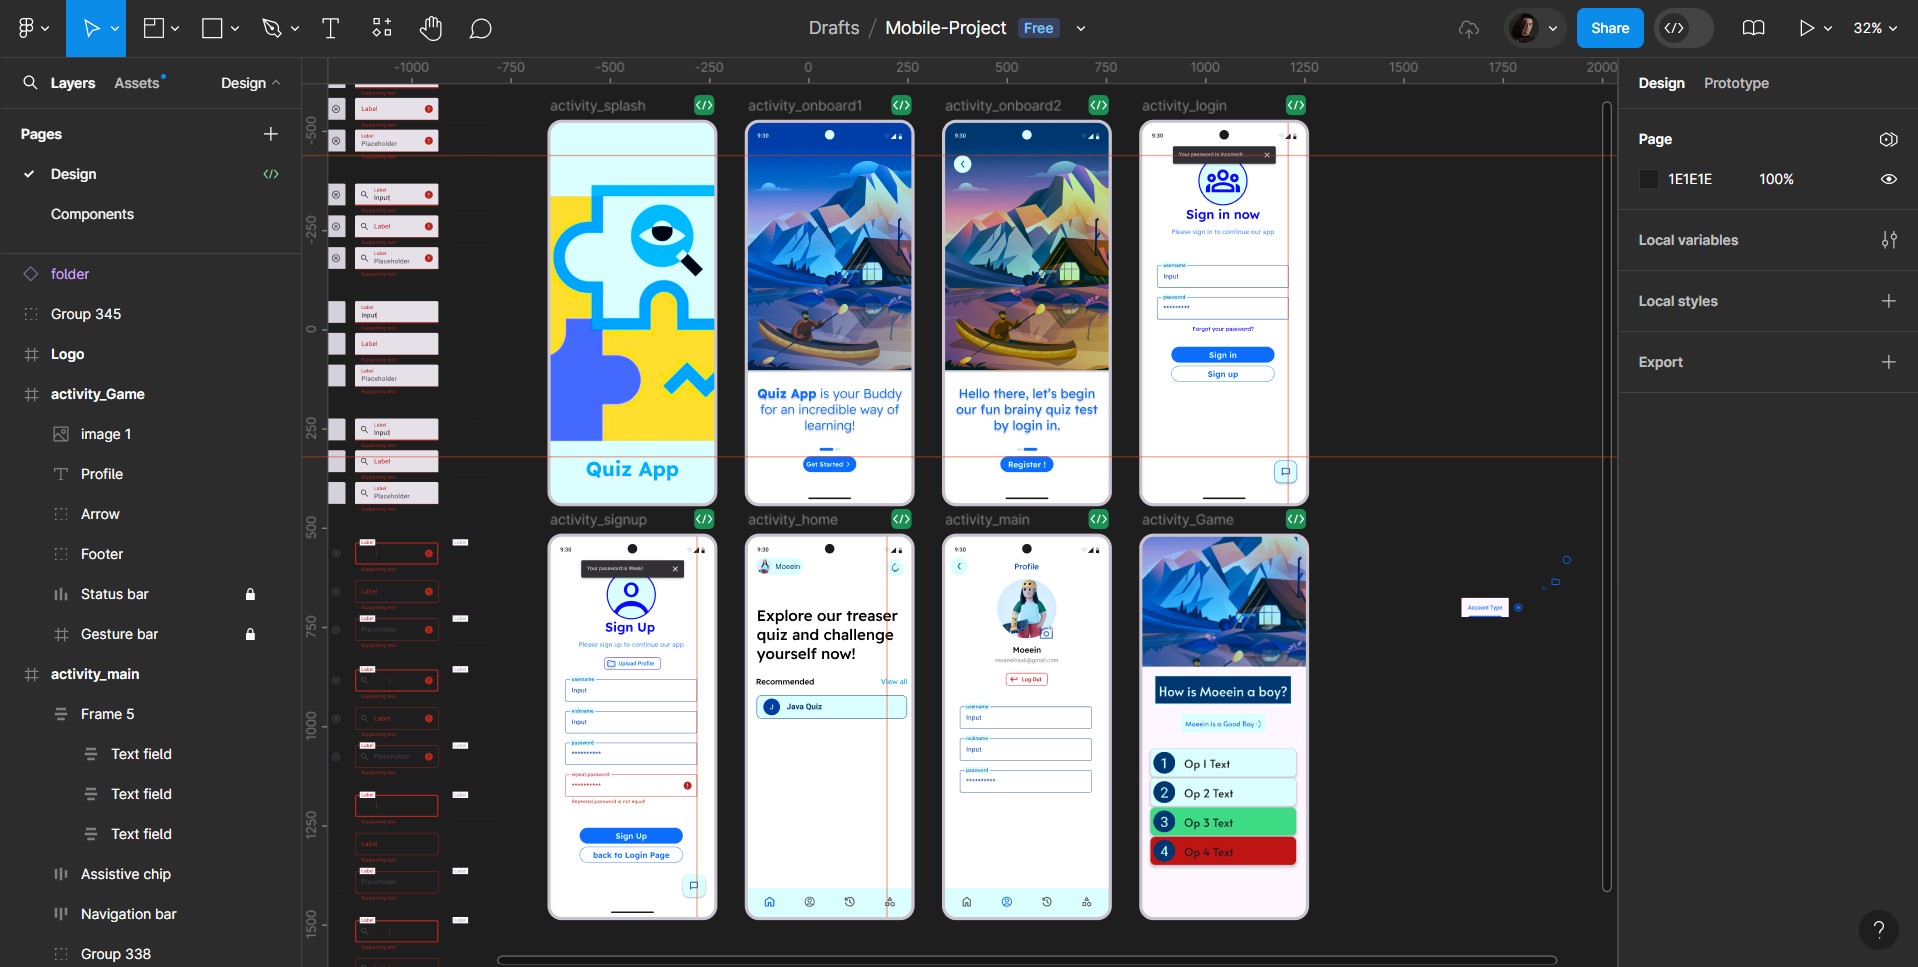 Drafts / Mobile-Project Free
Share
32%
Layers
Assets
Design
Pages
Design
Components
folder
Group 345
Logo
activity_Game
image 1
Profile
Arrow
Footer
Status bar
Gesture bar
activity_main
Frame 5
Text field
Text field
Text field
Assistive chip
Navigation bar
Group 338
-1000 -750 -500 -250 0 250 500 750 1000 1250 1500 1750 2000
-500
-250
0
250
500
750
1000
1250
1500
Label
Label
Placeholder
Label
Input
Label
Label
Placeholder
Label
Input
Label
Label
Placeholder
Label
Input
Label
Label
Placeholder
activity_splash
Quiz App
activity_onboard1
9:30
Quiz App is your Buddy
for an incredible way of
learning!
Get Started
activity_onboard2
9:30
Hello there, let's begin
our fun brainy quiz test
by login in.
Register !
activity_login
9:30
Your password is incorrect!
Sign in now
Please sign in to continue our app
username
Input
password
*********
Forgot your password?
Sign in
Sign up
activity_signup
9:30
Your password is Weak!
Sign Up
Please sign up to continue our app
Upload Profile
username
Input
nickname
Input
password
**********
repeat password
**********
Repeated password is not equal!
Sign Up
back to Login Page
activity_home
9:30
Moeein
Explore our treaser
quiz and challenge
yourself now!
Recommended
View all
J Java Quiz
activity_main
9:30
Profile
Moeein
Log Out
username
Input
nickname
Input
password
**********
activity_Game
How is Moeein a boy?
Moeein is a Good Boy :)
1 Op 1 Text
2 Op 2 Text
3 Op 3 Text
4 Op 4 Text
Account Type
Design
Prototype
Page
1E1E1E 100%
Local variables
Local styles
Export
?